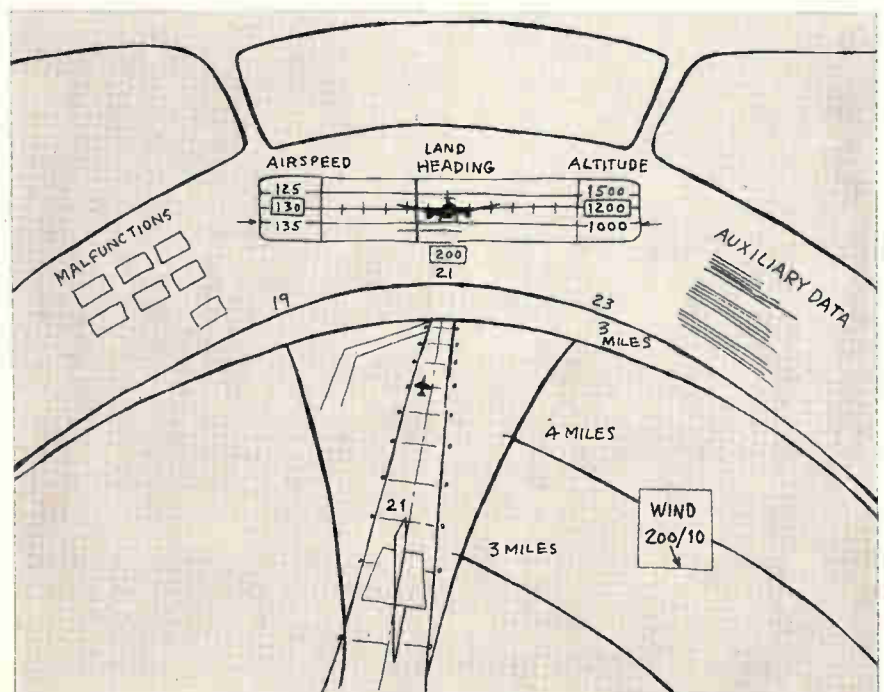 AIRSPEED
LAND
HEADING
ALTITUDE
125
130
135
1500
1200
1000
MALFUNCTIONS
AUXILIARY DATA
200
21
19
23
3
MILES
4 MILES
21
3 MILES
WIND
200/10